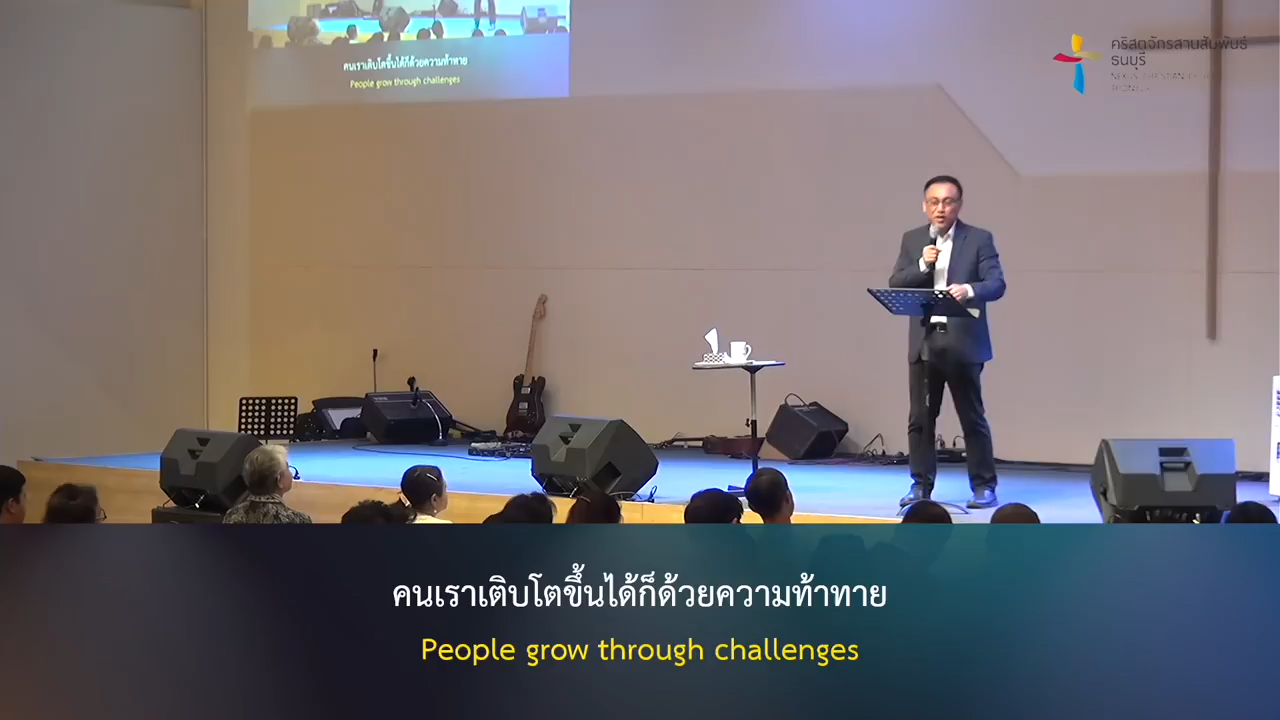 คนเราเติบโตขึ้นได้ก็ด้วยความท้าทาย
People grow through challenges
คริสตจักรสานสัมพันธ์
ธนบุรี
คนเราเติบโตขึ้นได้ก็ด้วยความท้าทาย
People grow through challenges